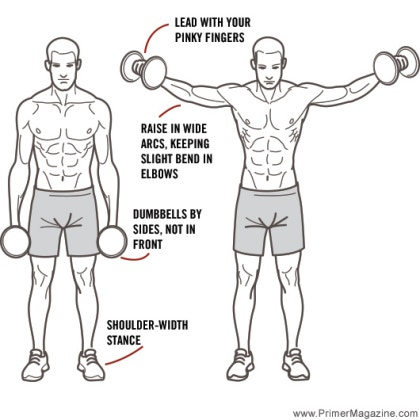 LEAD WITH YOUR
PINKY FINGERS
RAISE IN WIDE
ARCS, KEEPING
SLIGHT BEND IN
ELBOWS
DUMBBELLS BY
SIDES, NOT IN
FRONT
SHOULDER-WIDTH
STANCE
www.PrimerMagazine.com